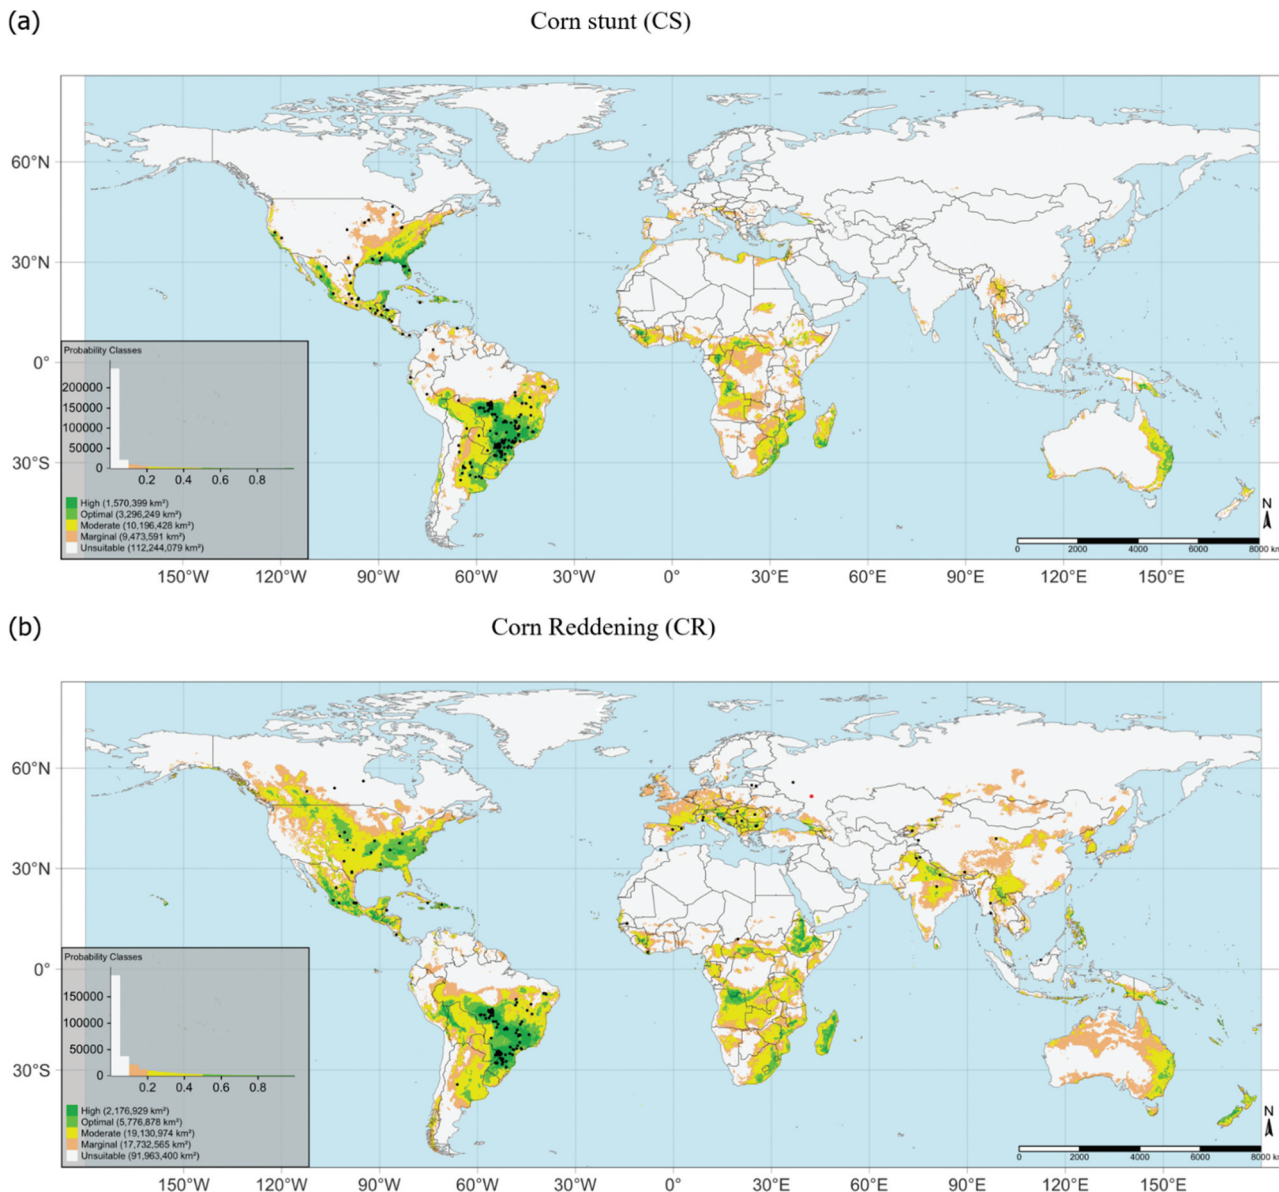 (a)
Corn stunt (CS)
60°N
30°N
0°
30°S
Probability Classes
200000
150000
100000
50000
0
0.2 0.4 0.6 0.8
High (1,570,399 km²)
Optimal (3,296,249 km²)
Moderate (10,196,428 km²)
Marginal (9,473,591 km²)
Unsuitable (112,244,079 km²)
N
0 2000 4000 6000 8000 km
150°W 120°W 90°W 60°W 30°W 0° 30°E 60°E 90°E 120°E 150°E
(b)
Corn Reddening (CR)
60°N
30°N
0°
30°S
Probability Classes
150000
100000
50000
0
0.2 0.4 0.6 0.8
High (2,176,929 km²)
Optimal (5,776,878 km²)
Moderate (19,130,974 km²)
Marginal (17,732,565 km²)
Unsuitable (91,963,400 km²)
N
0 2000 4000 6000 8000 km
150°W 120°W 90°W 60°W 30°W 0° 30°E 60°E 90°E 120°E 150°E